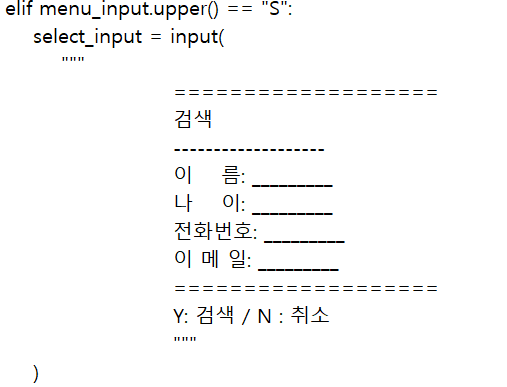 elif menu_input.upper() == "S":
select_input = input(
"""
===================
검색
-------------------
이 름: _________
나 이: _________
전화번호: _________
이 메 일: _________
===================
Y: 검색 / N : 취소
"""
)